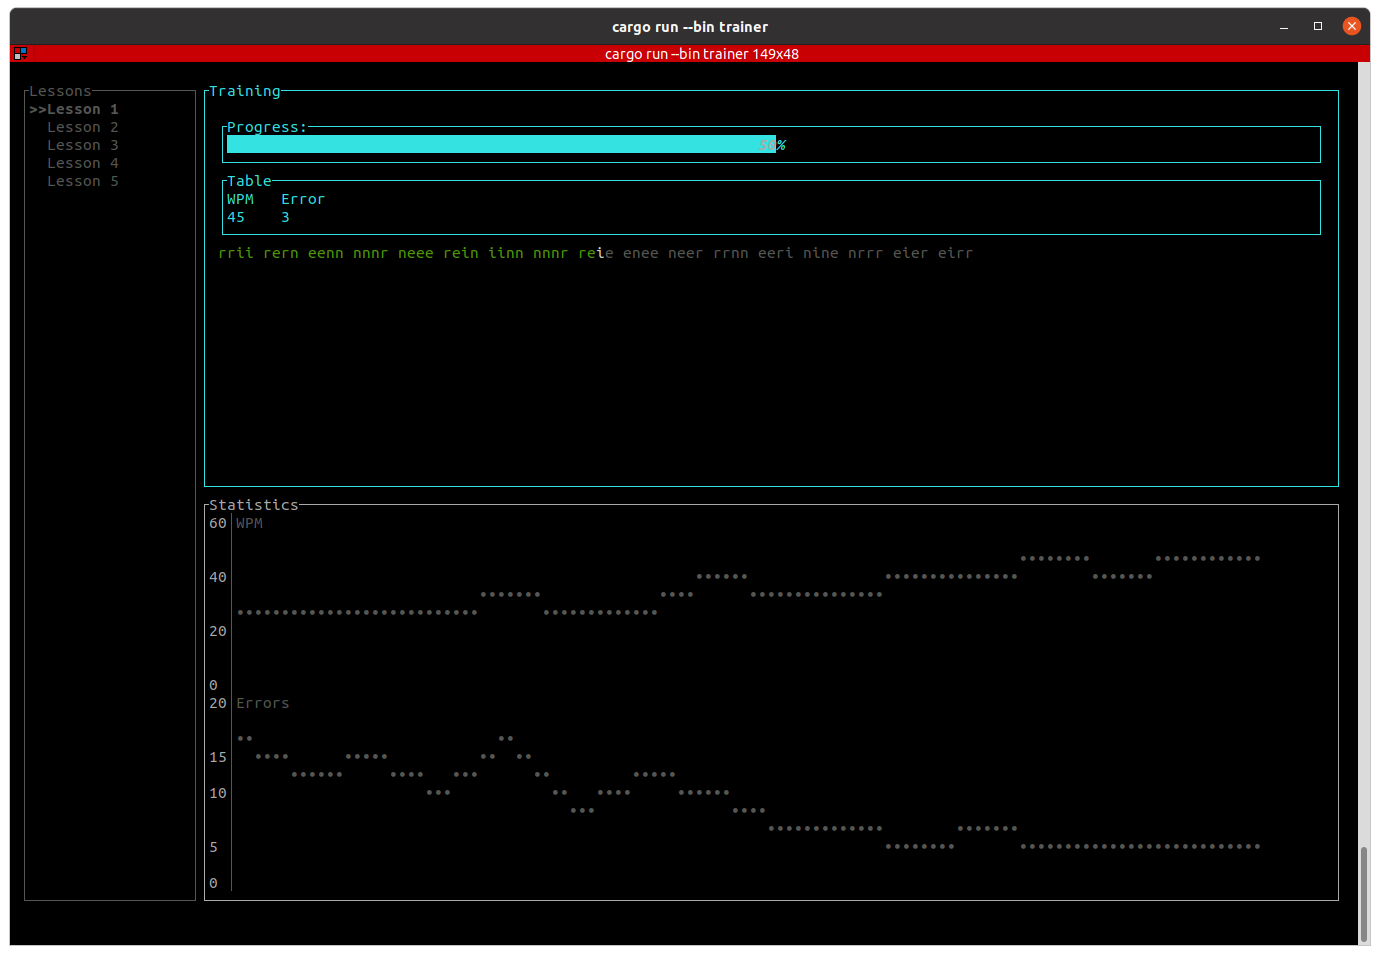 cargo run --bin trainer
cargo run --bin trainer 149x48
Lessons
>>Lesson 1
Lesson 2
Lesson 3
Lesson 4
Lesson 5
Training
Progress:
50%
Table
WPM Error
45 3
rrii rern eenn nnnr neee rein iinn nnnr reie enee neer rrnn eeri nine nrrr eier eirr
Statistics
60 WPM
40
20
0
20 Errors
15
10
5
0